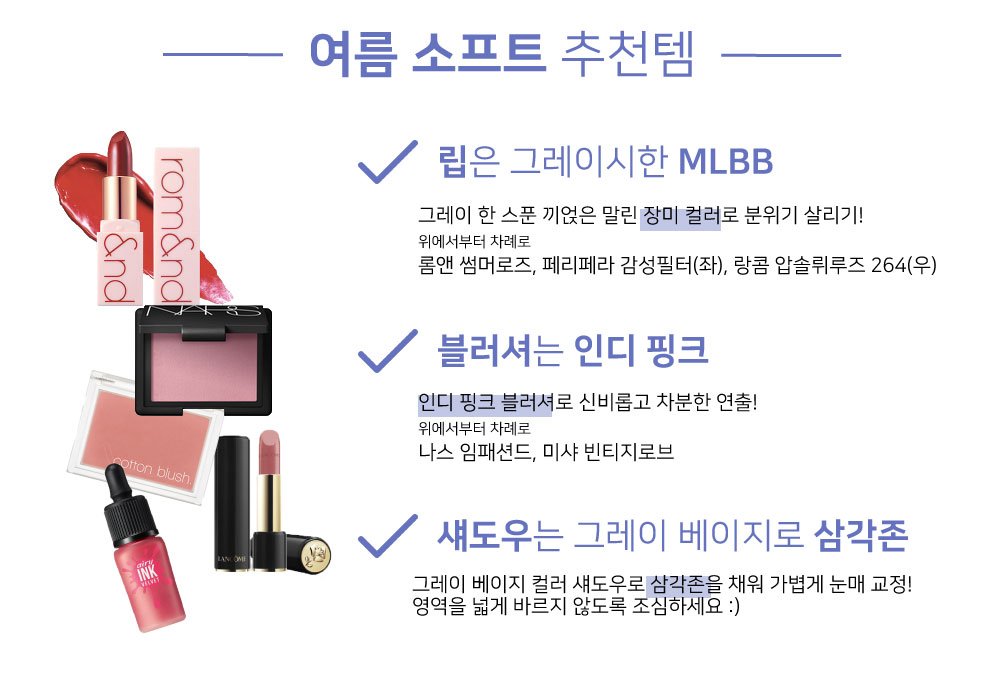 여름 소프트 추천템
립은 그레이시한 MLBB
그레이 한 스푼 끼얹은 말린 장미 컬러로 분위기 살리기!
위에서부터 차례로
롬앤 썸머로즈, 페리페라 감성필터(좌), 랑콤 압솔뤼루즈 264(우)
블러셔는 인디 핑크
인디 핑크 블러셔로 신비롭고 차분한 연출!
위에서부터 차례로
나스 임패션드, 미샤 빈티지로브
섀도우는 그레이 베이지로 삼각존
그레이 베이지 컬러 섀도우로 삼각존을 채워 가볍게 눈매 교정!
영역을 넓게 바르지 않도록 조심하세요 :)
rom&nd
&nd
NARS
cotton blush.
LANCÔME
airy
INK
VELVET